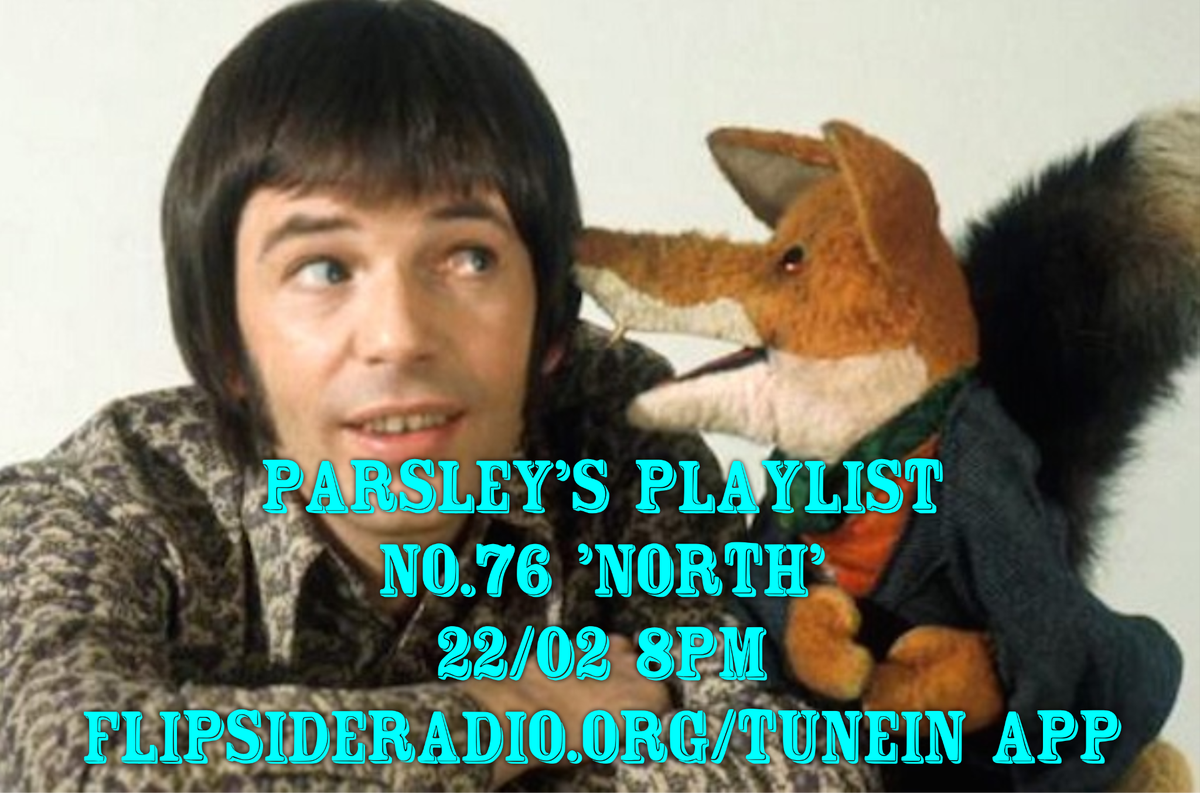 PARSLEY'S PLAYLIST
NO.76 'NORTH'
22/02 8PM
FLIPSIDERADIO.ORG/TUNEIN APP